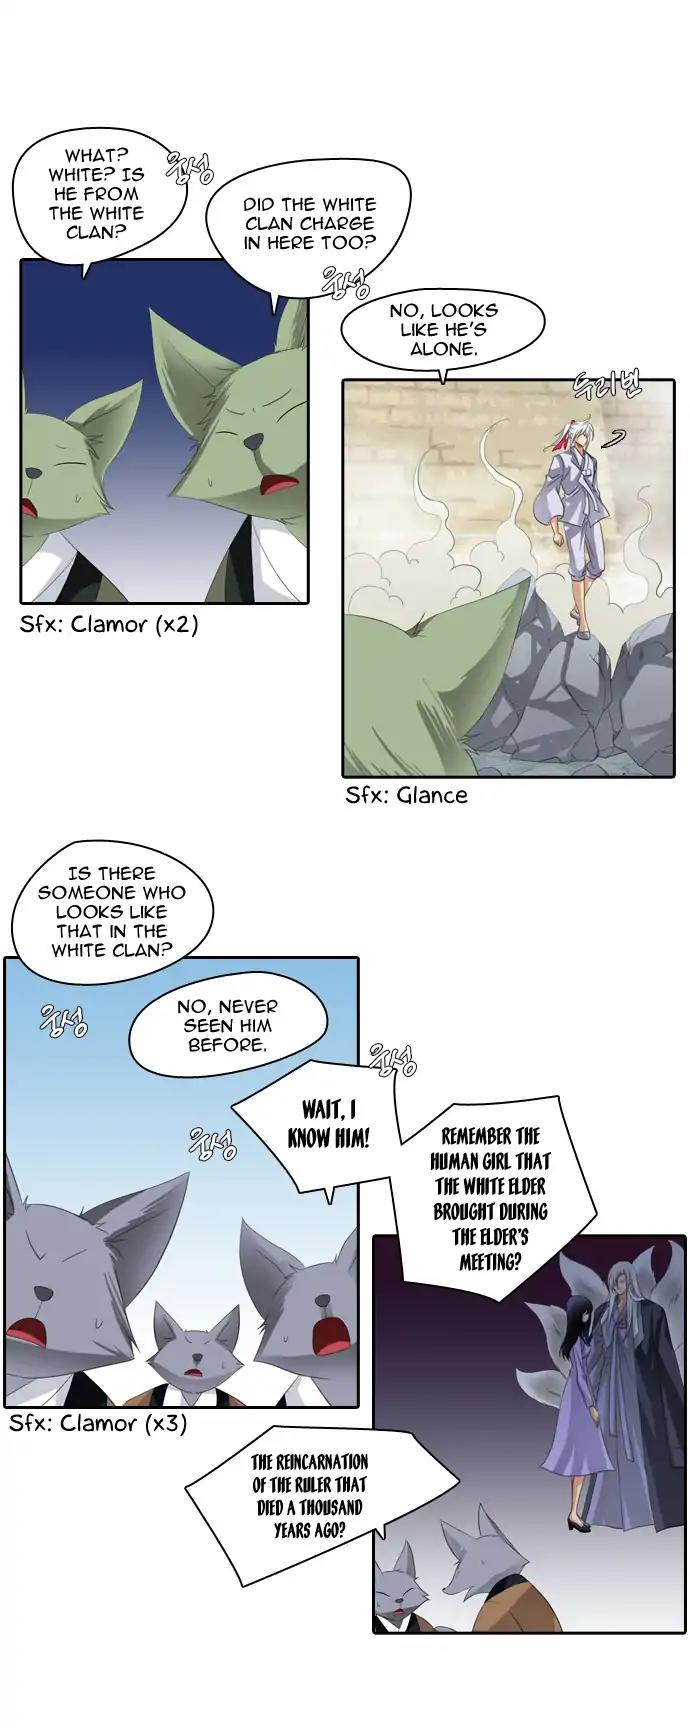 WHAT?
WHITE? IS
HE FROM
THE WHITE
CLAN?
웅성
DID THE WHITE
CLAN CHARGE
IN HERE TOO?
웅성
NO, LOOKS
LIKE HE'S
ALONE.
두리번
Sfx: Clamor (x2)
Sfx: Glance
IS THERE
SOMEONE WHO
LOOKS LIKE
THAT IN THE
WHITE CLAN?
웅성
NO, NEVER
SEEN HIM
BEFORE.
웅성
WAIT, I
KNOW HIM!
웅성
REMEMBER THE
HUMAN GIRL THAT
THE WHITE ELDER
BROUGHT DURING
THE ELDER'S
MEETING?
Sfx: Clamor (x3)
THE REINCARNATION
OF THE RULER THAT
DIED A THOUSAND
YEARS AGO?